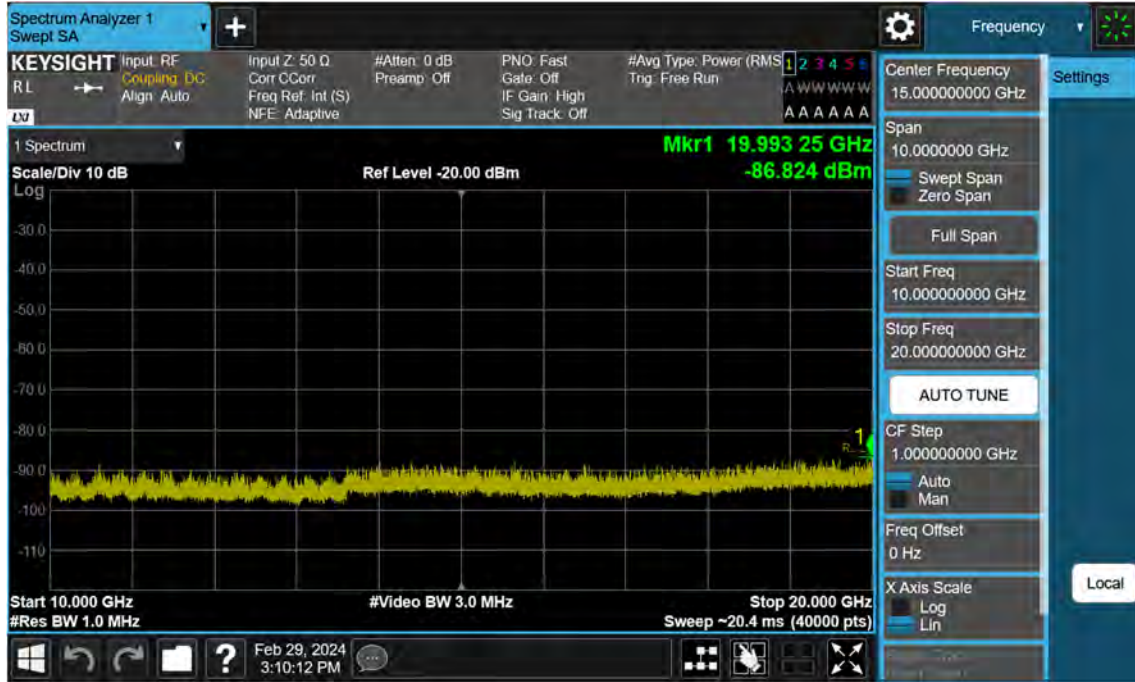 Spectrum Analyzer 1
Swept SA
+
Frequency
KEYSIGHT
RL
LXI
Input: RF
Coupling: DC
Align: Auto
Input Z: 50 Ω
Corr CCorr
Freq Ref: Int (S)
NFE: Adaptive
#Atten: 0 dB
Preamp: Off
PNO: Fast
Gate: Off
IF Gain: High
Sig Track: Off
#Avg Type: Power (RMS
Trig: Free Run
1 2 3 4 5 6
A W W W W W
A A A A A A
Center Frequency
15.000000000 GHz
Settings
Span
10.0000000 GHz
Swept Span
Zero Span
Full Span
Start Freq
10.000000000 GHz
Stop Freq
20.000000000 GHz
AUTO TUNE
CF Step
1.000000000 GHz
Auto
Man
Freq Offset
0 Hz
X Axis Scale
Log
Lin
Local
1 Spectrum
Mkr1 19.993 25 GHz
-86.824 dBm
Scale/Div 10 dB
Ref Level -20.00 dBm
Log
-30.0
-40.0
-50.0
-60.0
-70.0
-80.0
-90.0
-100
-110
1
Start 10.000 GHz
#Video BW 3.0 MHz
Stop 20.000 GHz
#Res BW 1.0 MHz
Sweep ~20.4 ms (40000 pts)
?
Feb 29, 2024
3:10:12 PM